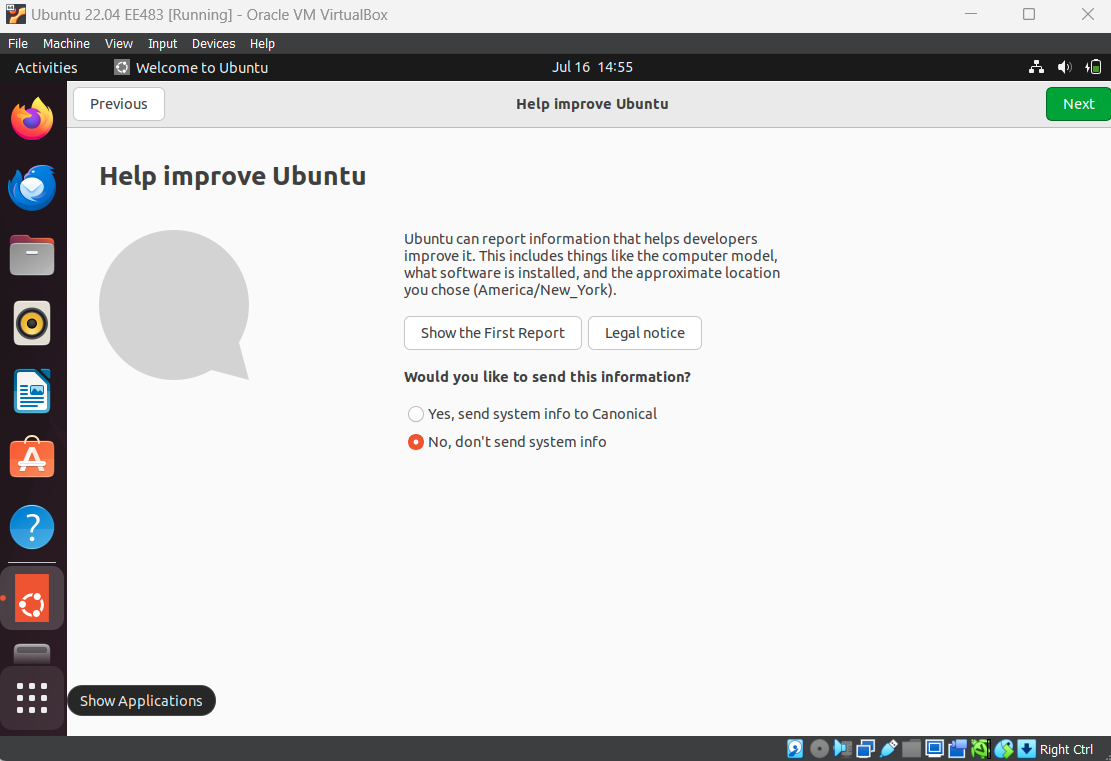 Ubuntu 22.04 EE483 [Running] - Oracle VM VirtualBox
File Machine View Input Devices Help
Activities Welcome to Ubuntu Jul 16 14:55
Previous Help improve Ubuntu Next
Help improve Ubuntu
Ubuntu can report information that helps developers
improve it. This includes things like the computer model,
what software is installed, and the approximate location
you chose (America/New_York).
Show the First Report Legal notice
Would you like to send this information?
Yes, send system info to Canonical
No, don't send system info
Show Applications
Right Ctrl